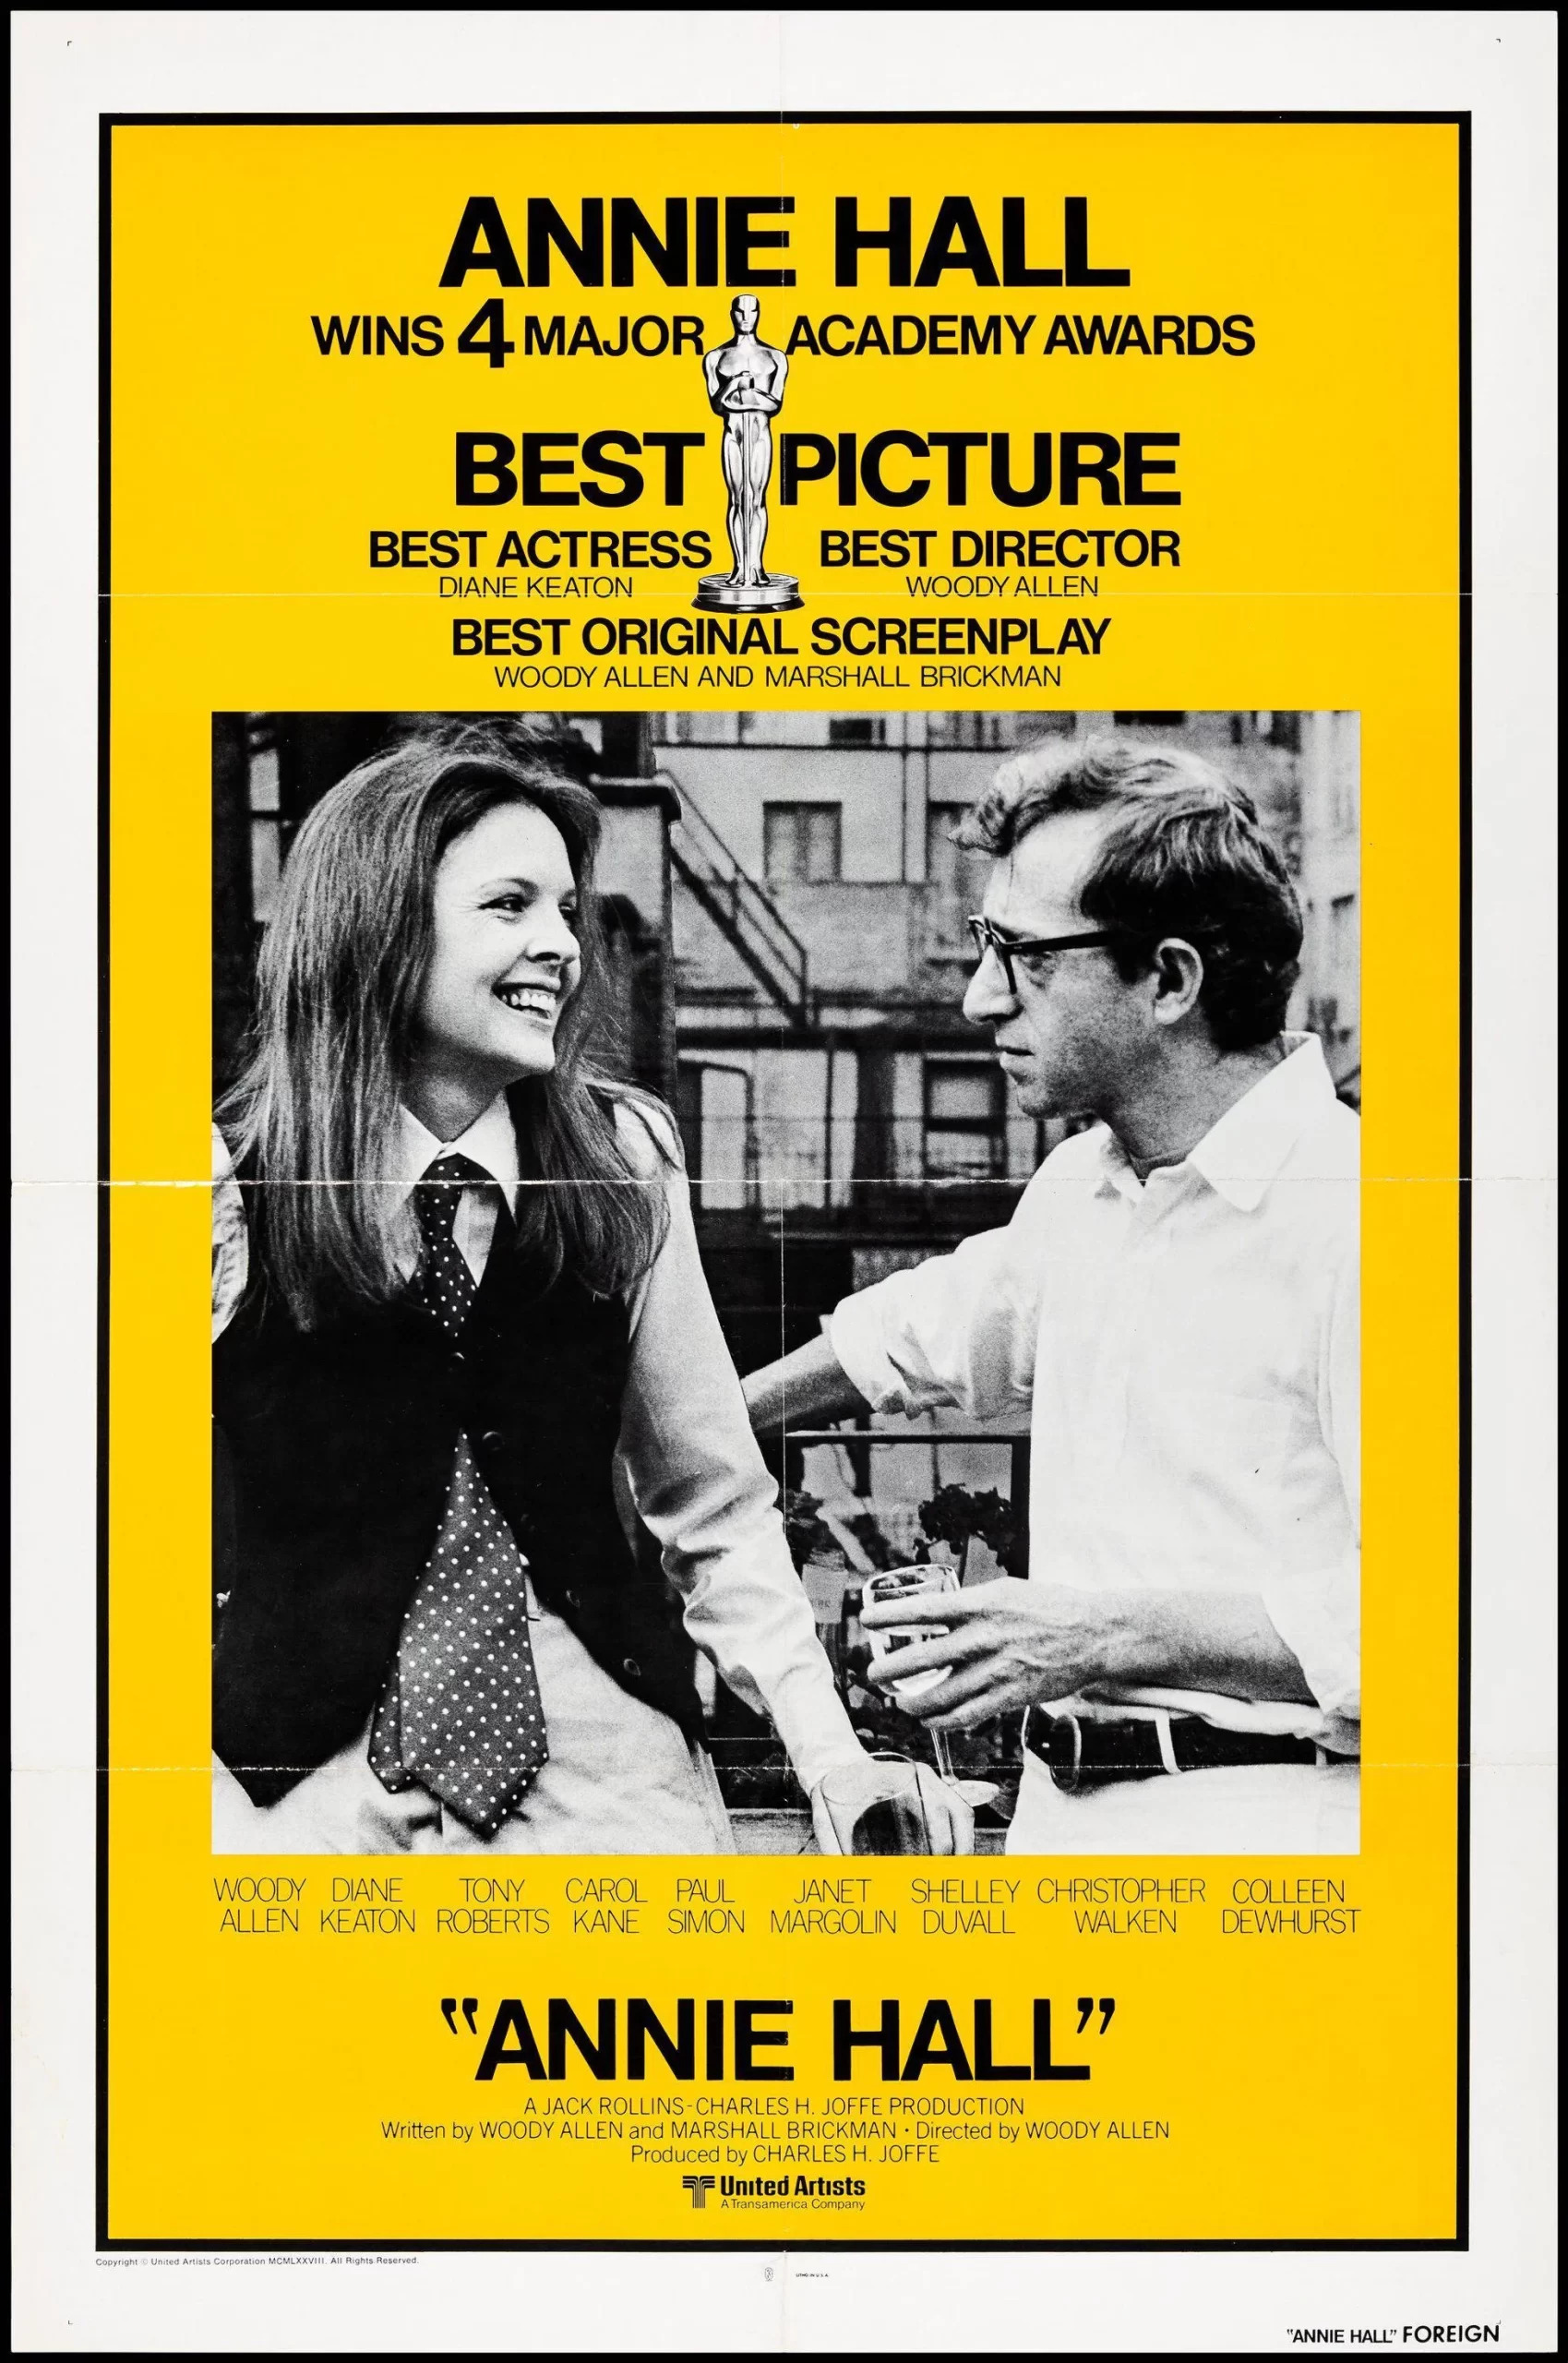 ANNIE HALL
WINS 4 MAJOR ACADEMY AWARDS
BEST PICTURE
BEST ACTRESS BEST DIRECTOR
DIANE KEATON WOODY ALLEN
BEST ORIGINAL SCREENPLAY
WOODY ALLEN AND MARSHALL BRICKMAN
WOODY ALLEN DIANE KEATON TONY ROBERTS CAROL KANE PAUL SIMON JANET MARGOLIN SHELLEY DUVALL CHRISTOPHER WALKEN COLLEEN DEWHURST
"ANNIE HALL"
A JACK ROLLINS-CHARLES H. JOFFE PRODUCTION
Written by WOODY ALLEN and MARSHALL BRICKMAN • Directed by WOODY ALLEN
Produced by CHARLES H. JOFFE
United Artists
A Transamerica Company
Copyright © United Artists Corporation MCMLXXVIII. All Rights Reserved.
LITHO IN U.S.A.
"ANNIE HALL" FOREIGN